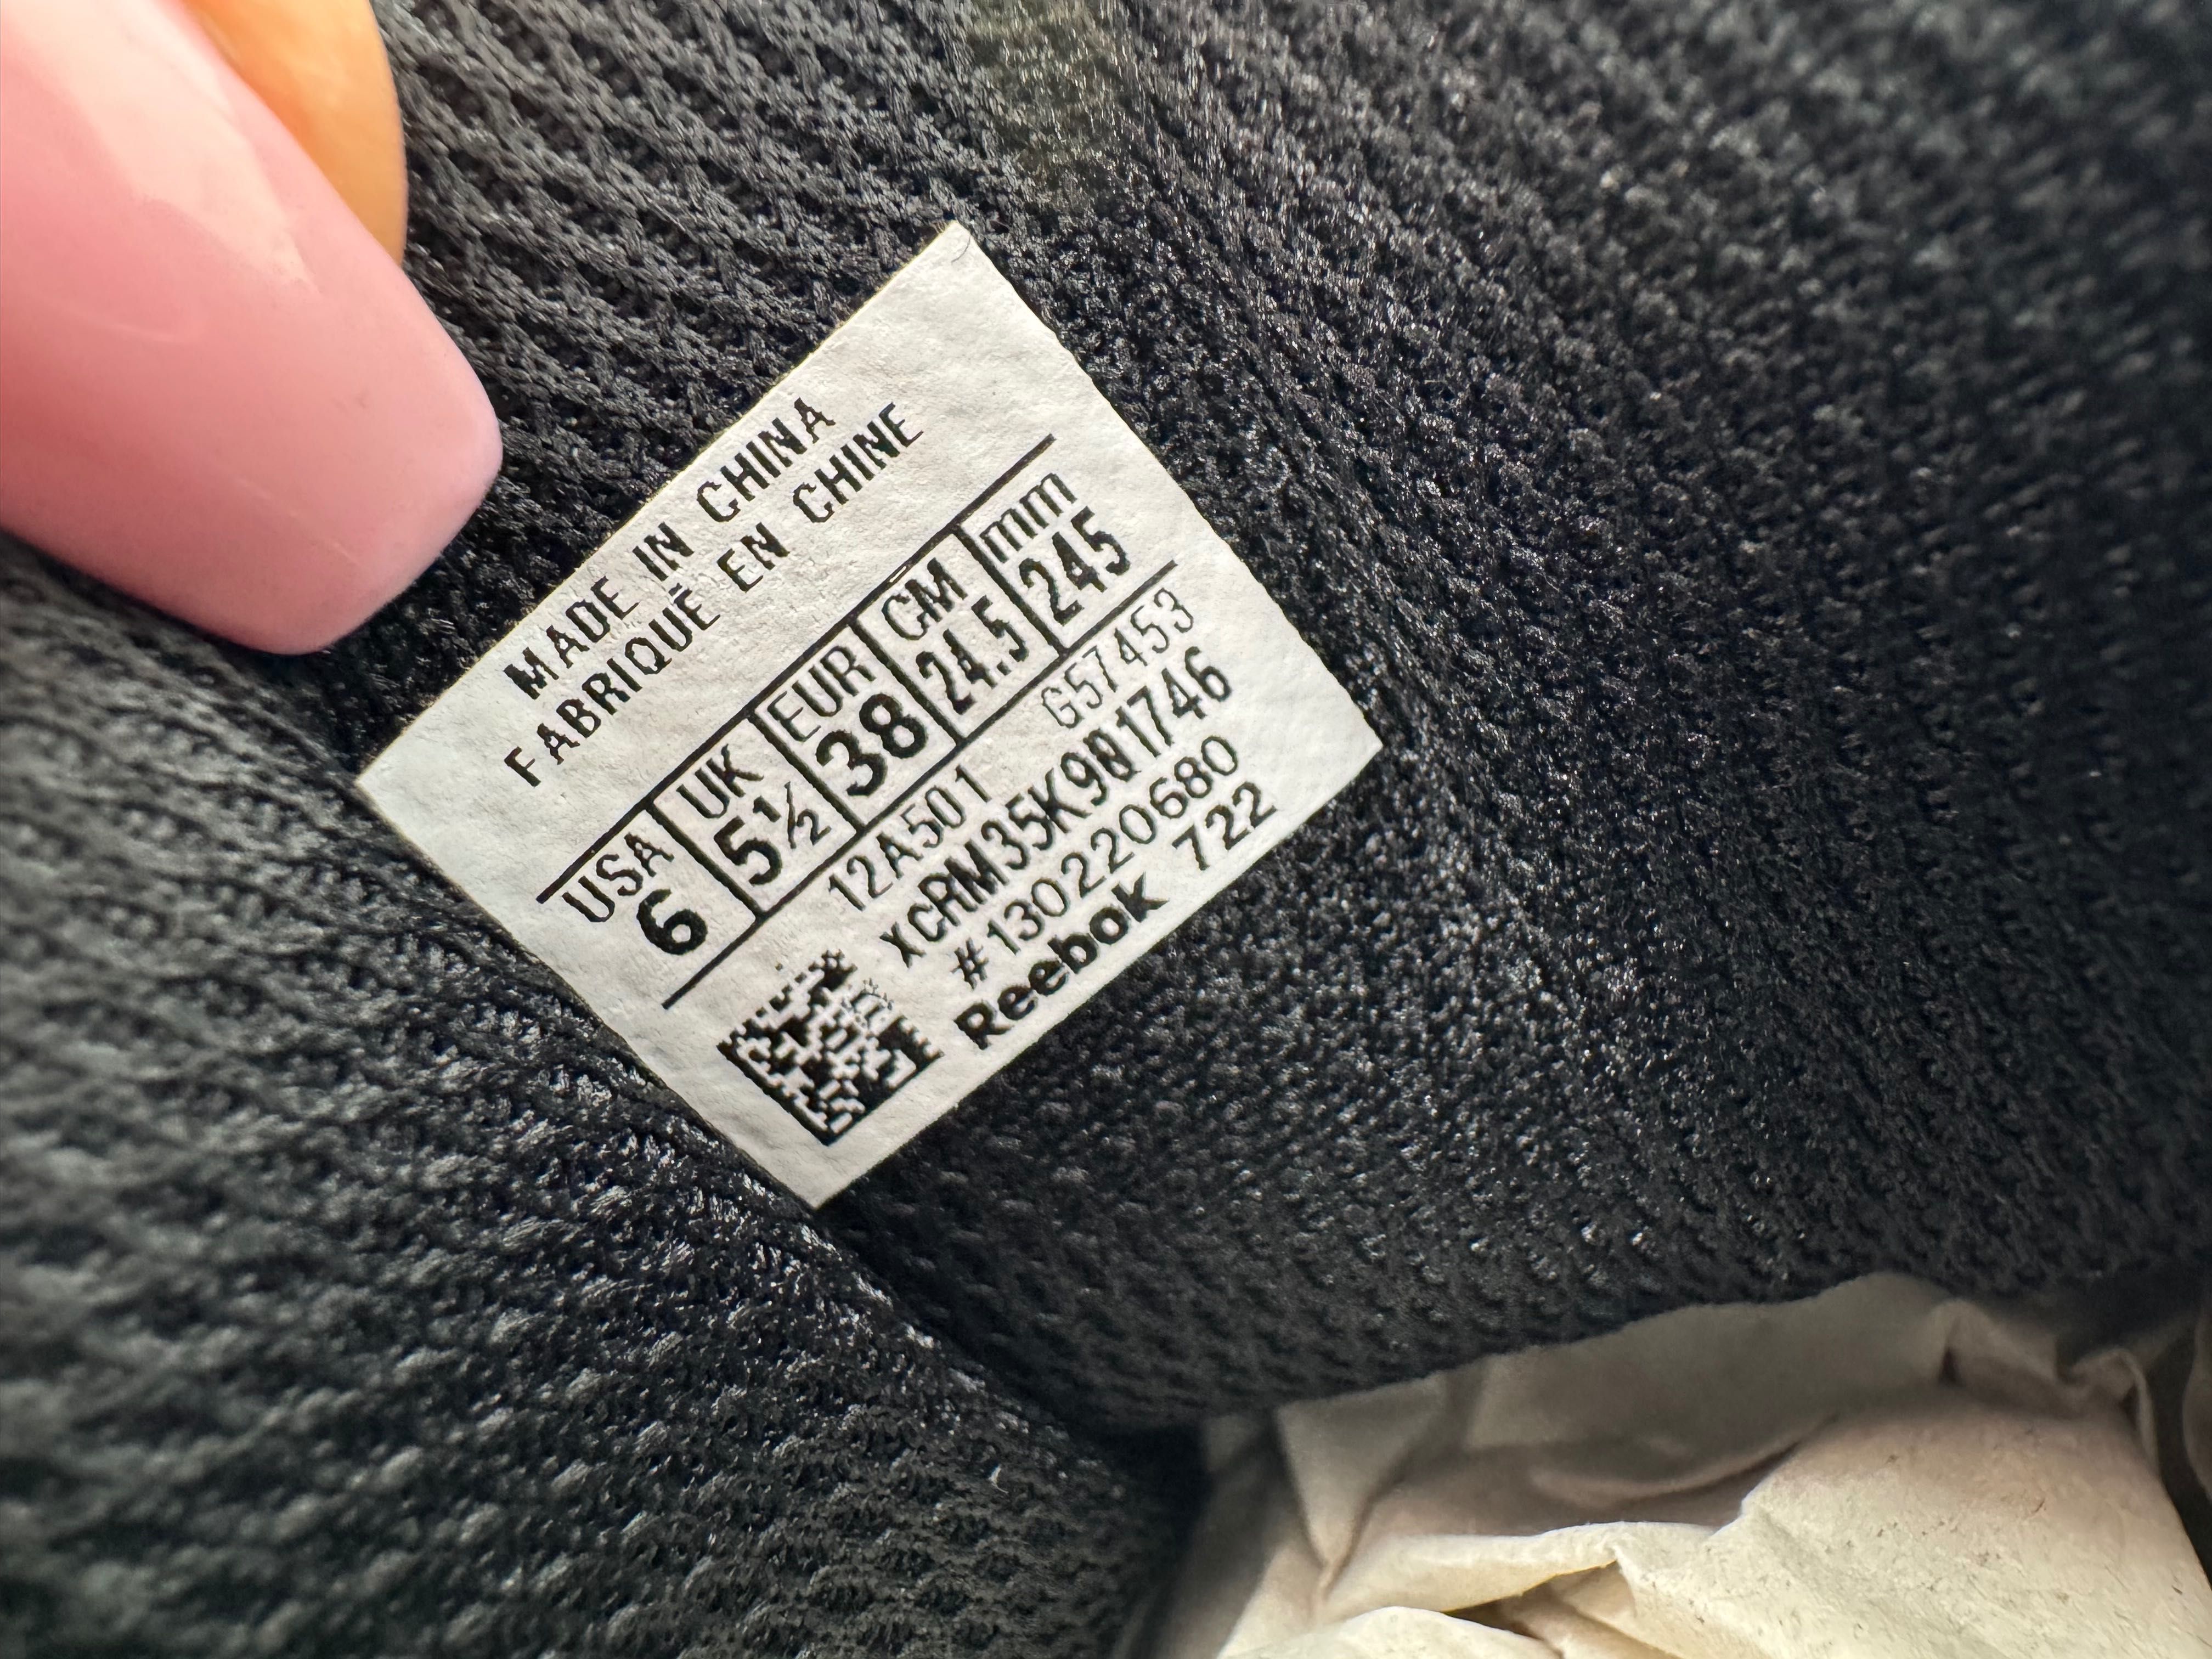 MADE IN CHINA
FABRIQUÉ EN CHINE
USA UK EUR CM mm
6 5½ 38 24.5 245
12A501 G57453
XCRM35K901746
#130220680
Reebok 722